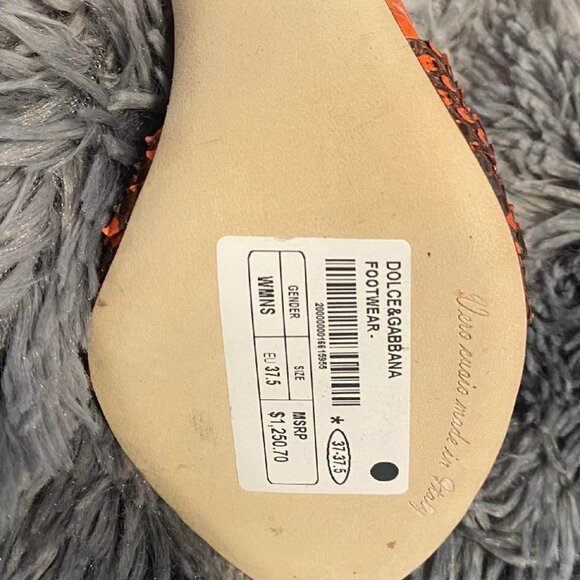 DOLCE&GABBANA
FOOTWEAR -
200000016615955
* 37-37.5
GENDER SIZE MSRP
WMNS EU 37.5 $1,250.70
Vero cuoio made in Italy